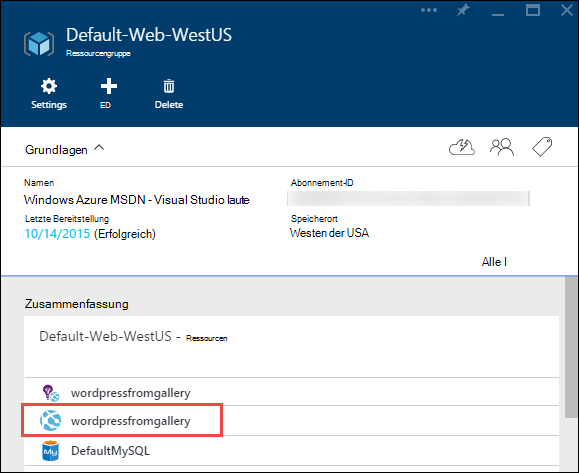 Default-Web-WestUS
Ressourcengruppe
Settings
ED
Delete
Grundlagen
Namen
Abonnement-ID
Windows Azure MSDN - Visual Studio laute
Letzte Bereitstellung
Speicherort
10/14/2015 (Erfolgreich)
Westen der USA
Alle I
Zusammenfassung
Default-Web-WestUS - Ressourcen
wordpressfromgallery
wordpressfromgallery
My
DefaultMySQL